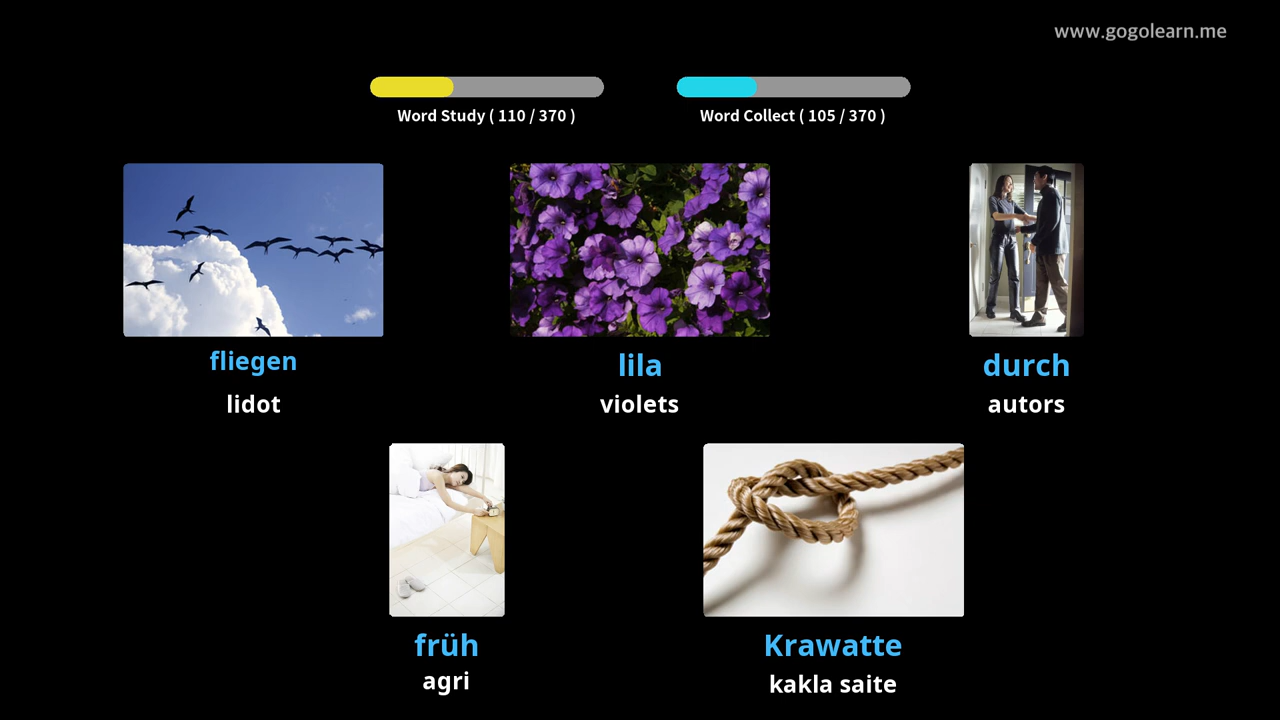 www.gogolearn.me
Word Study ( 110 / 370 )
Word Collect ( 105 / 370 )
fliegen
lidot
lila
violets
durch
autors
früh
agri
Krawatte
kakla saite